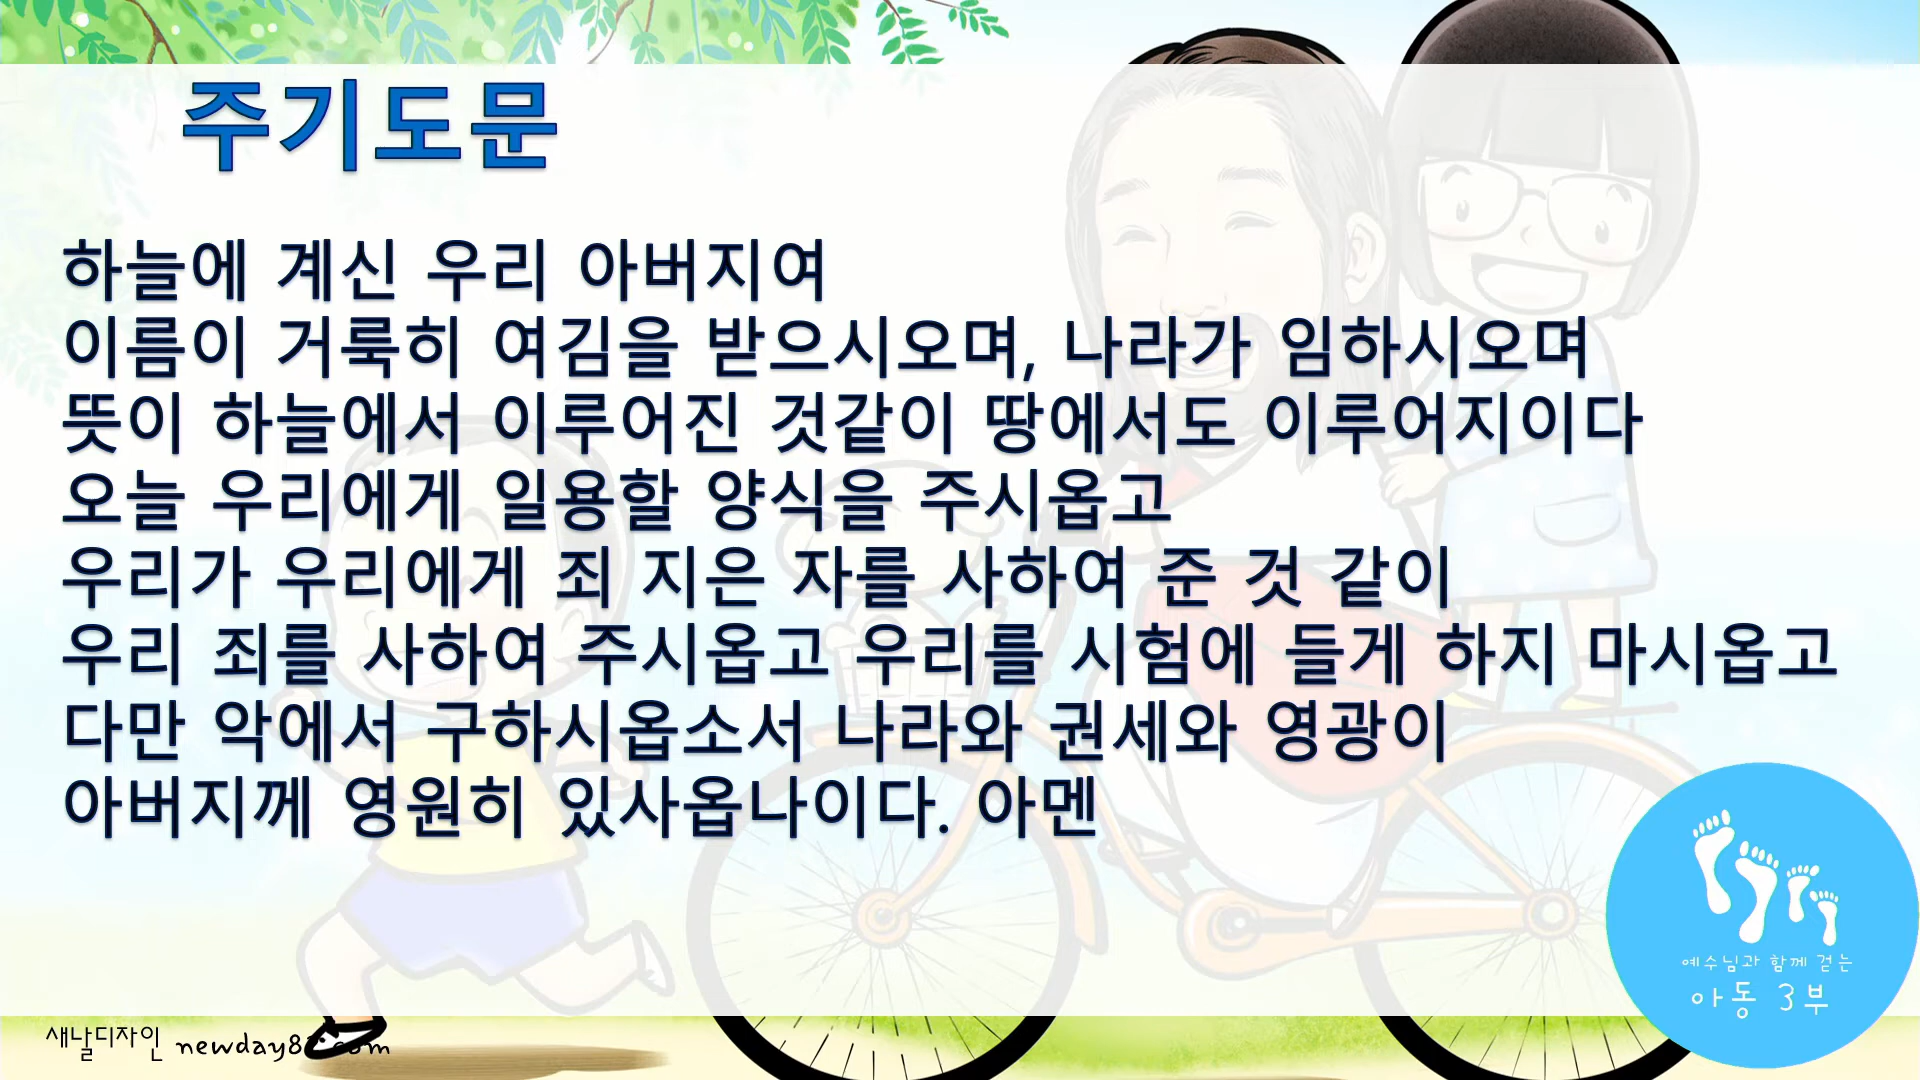 주기도문
하늘에 계신 우리 아버지여
이름이 거룩히 여김을 받으시오며, 나라가 임하시오며
뜻이 하늘에서 이루어진 것같이 땅에서도 이루어지이다
오늘 우리에게 일용할 양식을 주시옵고
우리가 우리에게 죄 지은 자를 사하여 준 것 같이
우리 죄를 사하여 주시옵고 우리를 시험에 들게 하지 마시옵고
다만 악에서 구하시옵소서 나라와 권세와 영광이
아버지께 영원히 있사옵나이다. 아멘
예수님과 함께 걷는
아동 3부
새날디자인